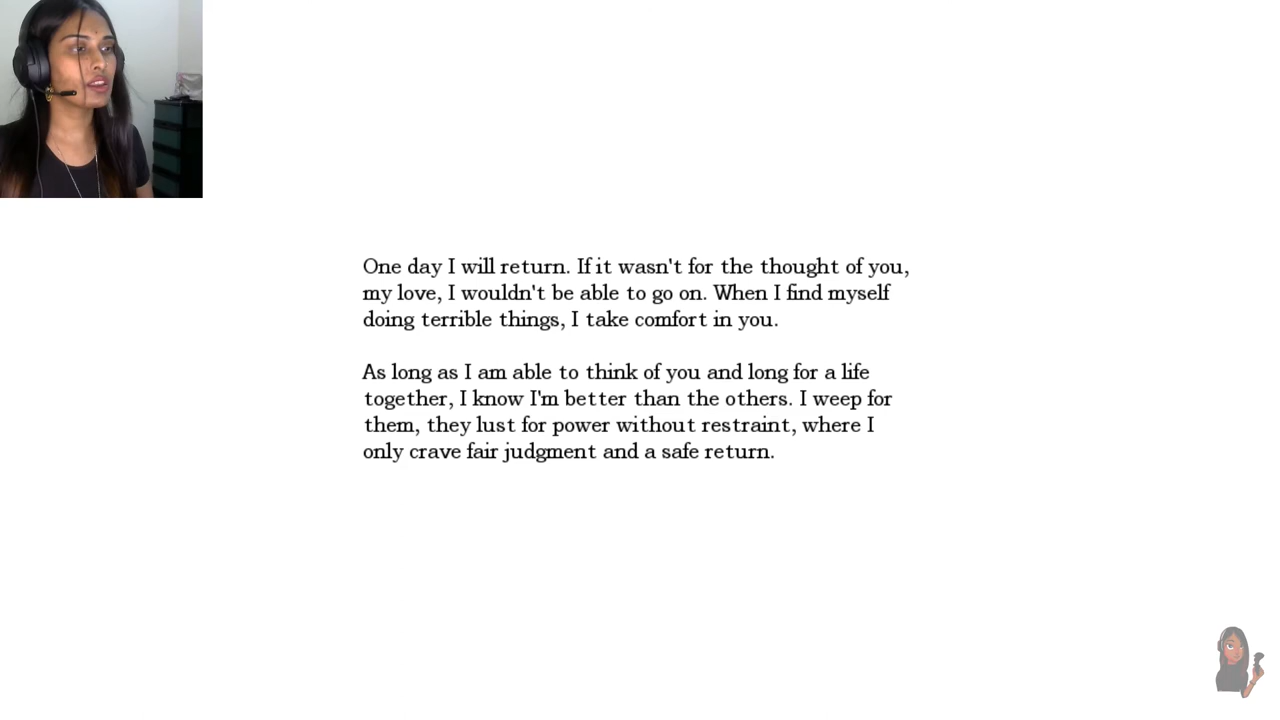 One day I will return. If it wasn't for the thought of you,
my love, I wouldn't be able to go on. When I find myself
doing terrible things, I take comfort in you.
As long as I am able to think of you and long for a life
together, I know I'm better than the others. I weep for
them, they lust for power without restraint, where I
only crave fair judgment and a safe return.